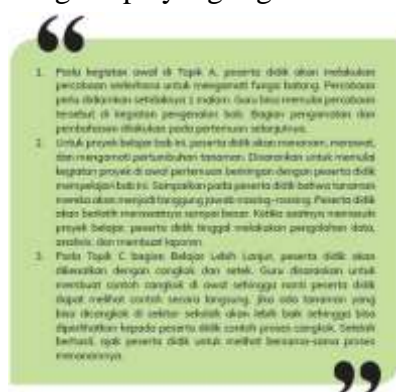 1. Pada kegiatan awal di Topik A, peserta didik akan melakukan
percobaan sederhana untuk mengamati fungsi batang. Percobaan
perlu didiamkan setidaknya 1 malam. Guru bisa memulai percobaan
tersebut di kegiatan pengenalan bab. Bagian pengamatan dan
pembahasan dilakukan pada pertemuan selanjutnya.
2. Untuk proyek belajar bab ini, peserta didik akan menanam, merawat,
dan mengamati pertumbuhan tanaman. Disarankan untuk memulai
kegiatan proyek di awal pertemuan beriringan dengan peserta didik
mempelajari bab ini. Sampaikan pada peserta didik bahwa tanaman
mereka akan menjadi tanggung jawab masing-masing. Peserta didik
akan berlatih merawatnya sampai besar. Ketika saatnya memasuki
proyek belajar, peserta didik tinggal melakukan pengolahan data,
analisis, dan membuat laporan.
3. Pada Topik C bagian Belajar Lebih Lanjut, peserta didik akan
dikenalkan dengan cangkok dan setek. Guru disarankan untuk
membuat contoh cangkok di awal sehingga nanti peserta didik
dapat melihat contoh secara langsung. Jika ada tanaman yang
bisa dicangkok di sekitar sekolah akan lebih baik sehingga bisa
diperlihatkan kepada peserta didik contoh proses cangkok. Setelah
berhasil, ajak peserta didik untuk melihat bersama-sama proses
menanamnya.